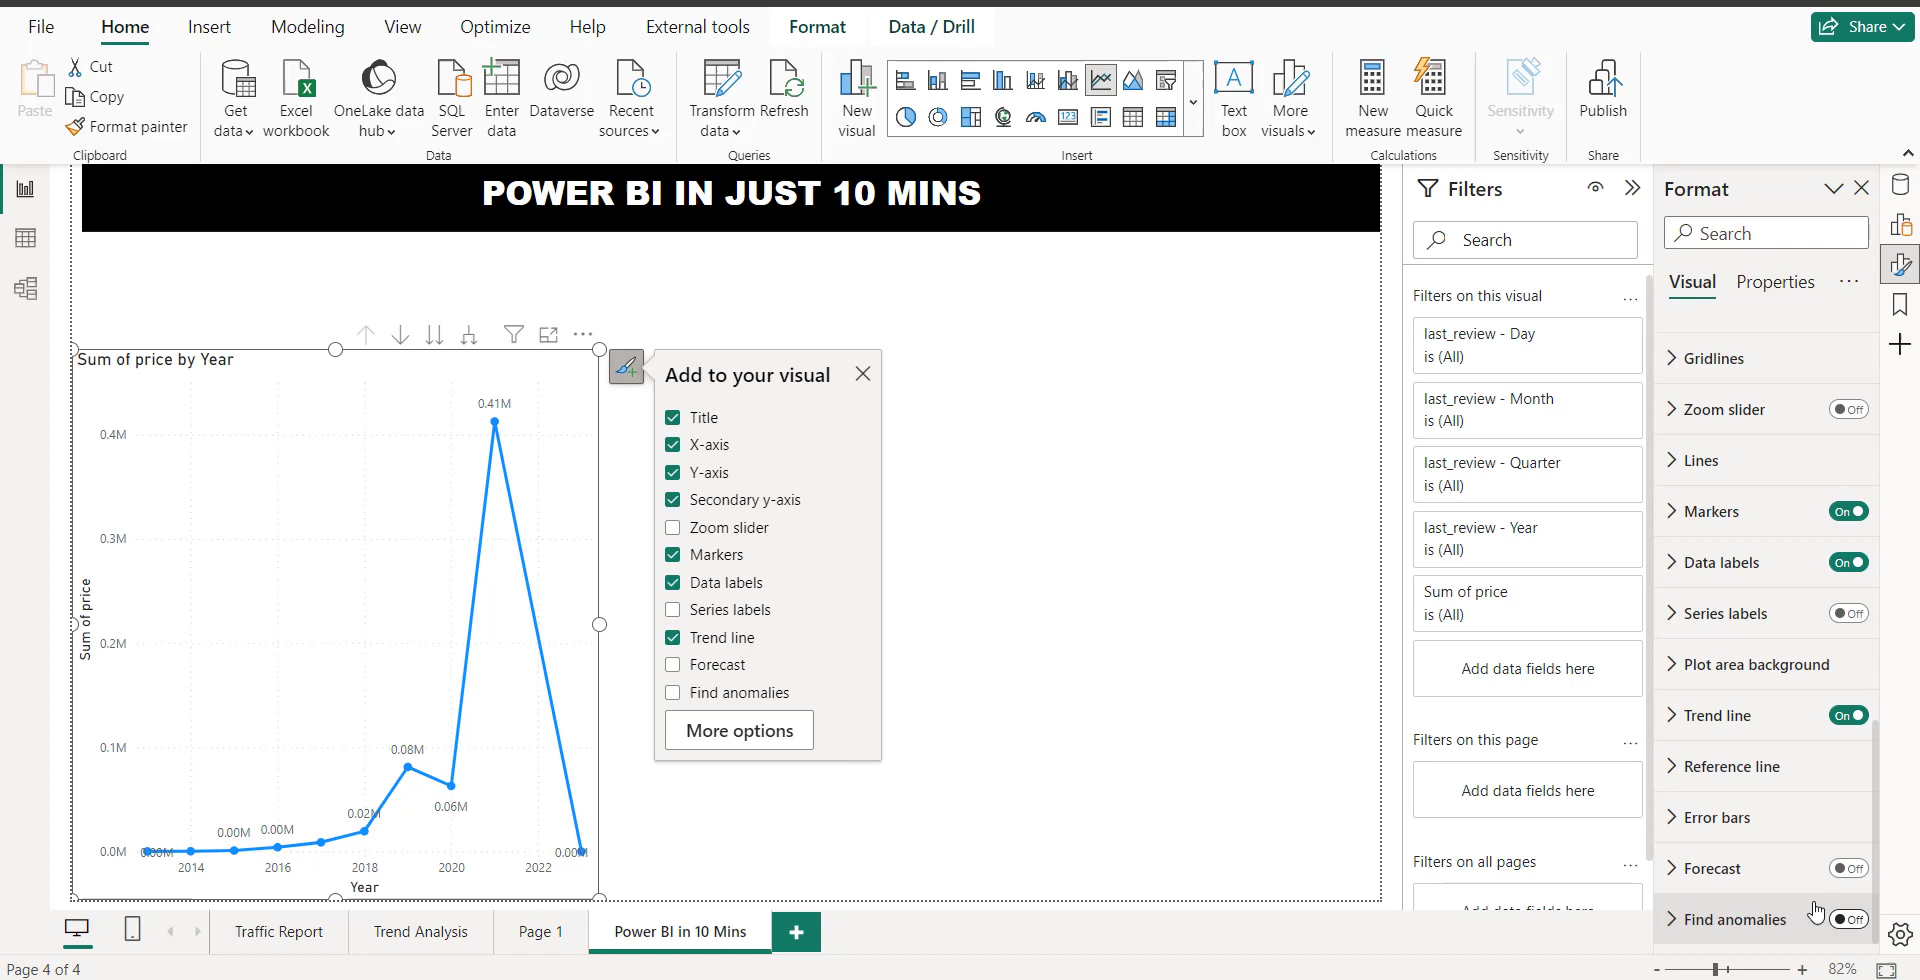 File Home Insert Modeling View Optimize Help External tools Format Data / Drill Share
Paste
Cut
Copy
Format painter
Clipboard
Get data
Excel workbook
OneLake data hub
SQL Server
Enter data
Dataverse
Recent sources
Data
Transform data
Refresh
Queries
New visual
123
Text box
More visuals
Insert
New measure
Quick measure
Calculations
Sensitivity
Sensitivity
Publish
Share
POWER BI IN JUST 10 MINS
Sum of price by Year
0.41M
0.4M
0.3M
Sum of price
0.2M
0.08M
0.1M
0.06M
0.02M
0.00M 0.00M
0.0M 0.00M 0.00M
2014 2016 2018 2020 2022
Year
Add to your visual
Title
X-axis
Y-axis
Secondary y-axis
Zoom slider
Markers
Data labels
Series labels
Trend line
Forecast
Find anomalies
More options
Filters
Search
Filters on this visual
last_review - Day
is (All)
last_review - Month
is (All)
last_review - Quarter
is (All)
last_review - Year
is (All)
Sum of price
is (All)
Add data fields here
Filters on this page
Add data fields here
Filters on all pages
Add data fields here
Format
Search
Visual Properties
Gridlines
Zoom slider Off
Lines
Markers On
Data labels On
Series labels Off
Plot area background
Trend line On
Reference line
Error bars
Forecast Off
Find anomalies Off
Traffic Report Trend Analysis Page 1 Power BI in 10 Mins
Page 4 of 4
82%